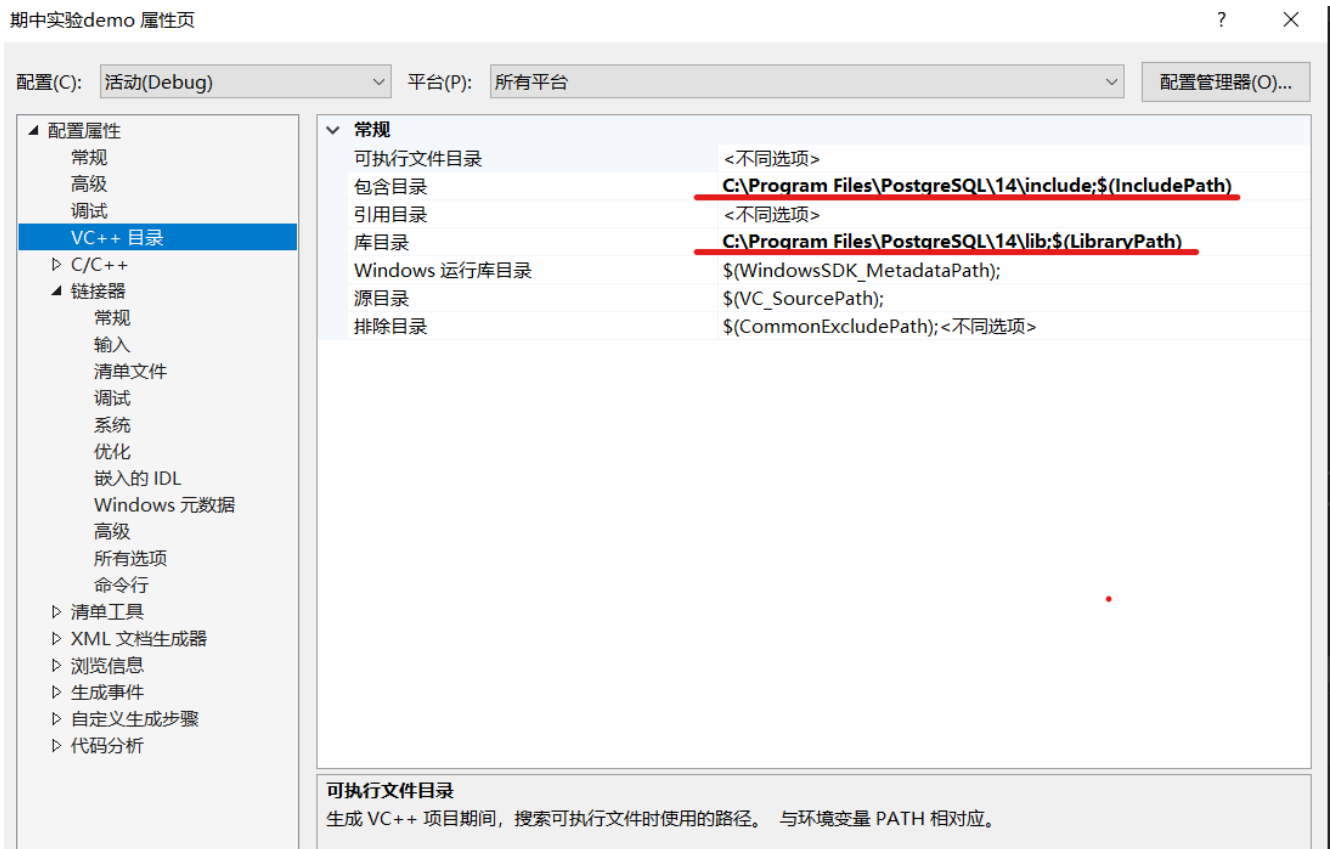 期中实验demo 属性页
? ×
配置(C): 活动(Debug) 平台(P): 所有平台 配置管理器(O)...
配置属性
常规
高级
调试
VC++ 目录
C/C++
链接器
常规
输入
清单文件
调试
系统
优化
嵌入的 IDL
Windows 元数据
高级
所有选项
命令行
清单工具
XML 文档生成器
浏览信息
生成事件
自定义生成步骤
代码分析
常规
可执行文件目录 <不同选项>
包含目录 C:\Program Files\PostgreSQL\14\include;$(IncludePath)
引用目录 <不同选项>
库目录 C:\Program Files\PostgreSQL\14\lib;$(LibraryPath)
Windows 运行库目录 $(WindowsSDK_MetadataPath);
源目录 $(VC_SourcePath);
排除目录 $(CommonExcludePath);<不同选项>
可执行文件目录
生成 VC++ 项目期间，搜索可执行文件时使用的路径。 与环境变量 PATH 相对应。